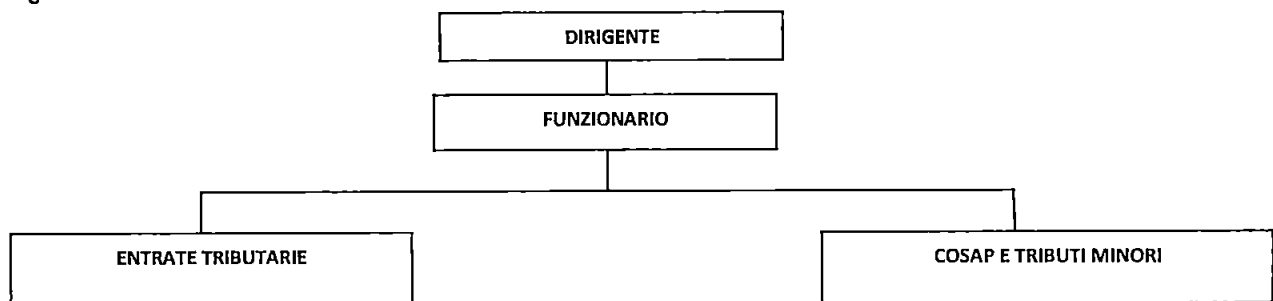 DIRIGENTE
FUNZIONARIO
ENTRATE TRIBUTARIE
COSAP E TRIBUTI MINORI